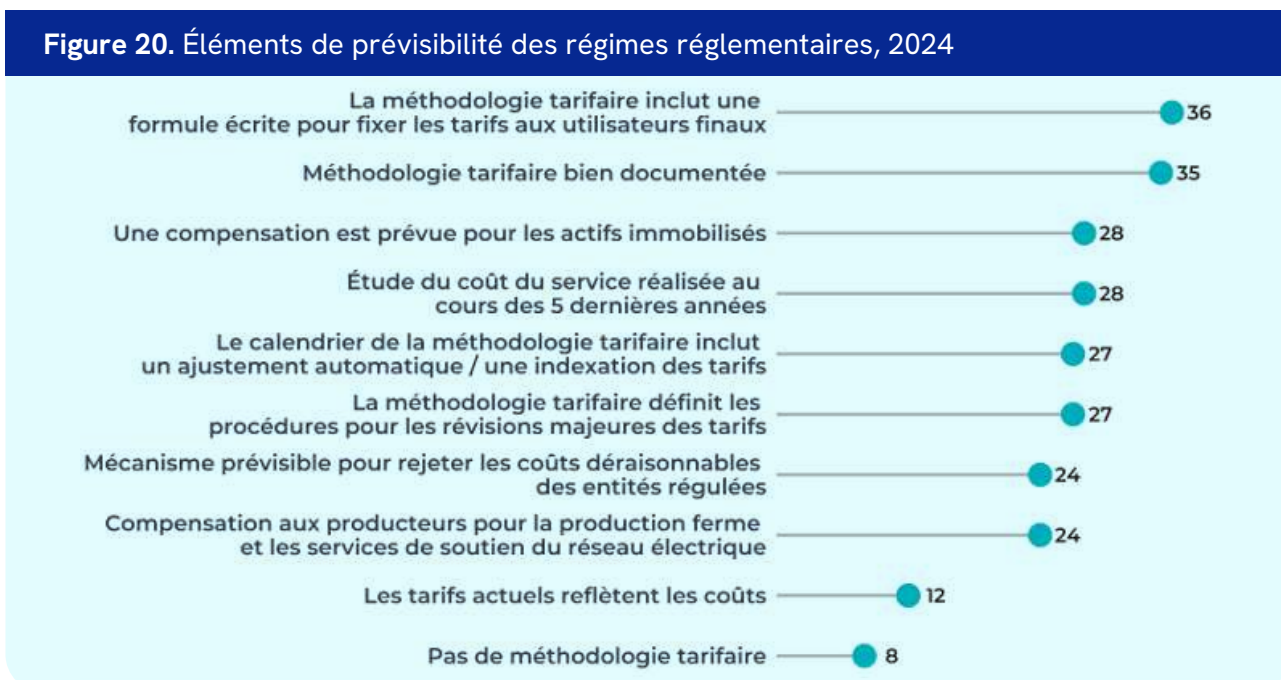 Figure 20. Éléments de prévisibilité des régimes réglementaires, 2024
La méthodologie tarifaire inclut une
formule écrite pour fixer les tarifs aux utilisateurs finaux
36
Méthodologie tarifaire bien documentée
35
Une compensation est prévue pour les actifs immobilisés
28
Étude du coût du service réalisée au
cours des 5 dernières années
28
Le calendrier de la méthodologie tarifaire inclut
un ajustement automatique / une indexation des tarifs
27
La méthodologie tarifaire définit les
procédures pour les révisions majeures des tarifs
27
Mécanisme prévisible pour rejeter les coûts déraisonnables
des entités régulées
24
Compensation aux producteurs pour la production ferme
et les services de soutien du réseau électrique
24
Les tarifs actuels reflètent les coûts
12
Pas de méthodologie tarifaire
8